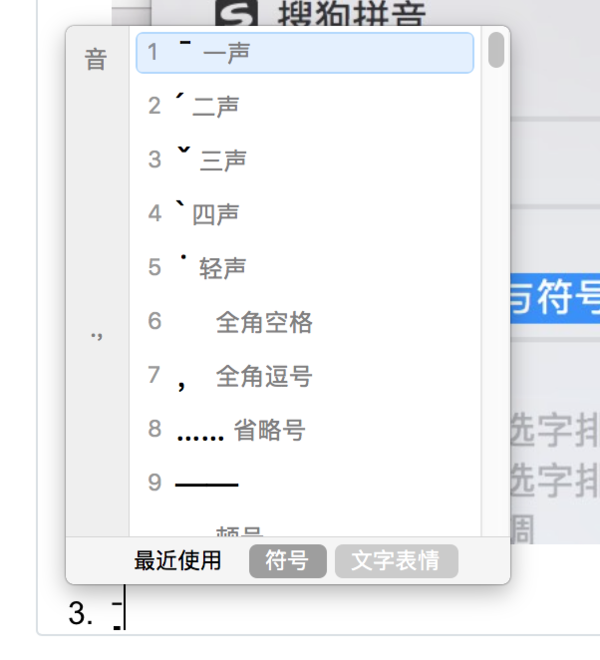 搜狗拼音
音
1 ˉ 一声
2 ˊ 二声
3 ˇ 三声
4 ˋ 四声
5 ˙ 轻声
6 全角空格
7 ， 全角逗号
8 …… 省略号
9 ——
.,
顿号
与符号
选字排
选字排
调
最近使用 符号 文字表情
3.